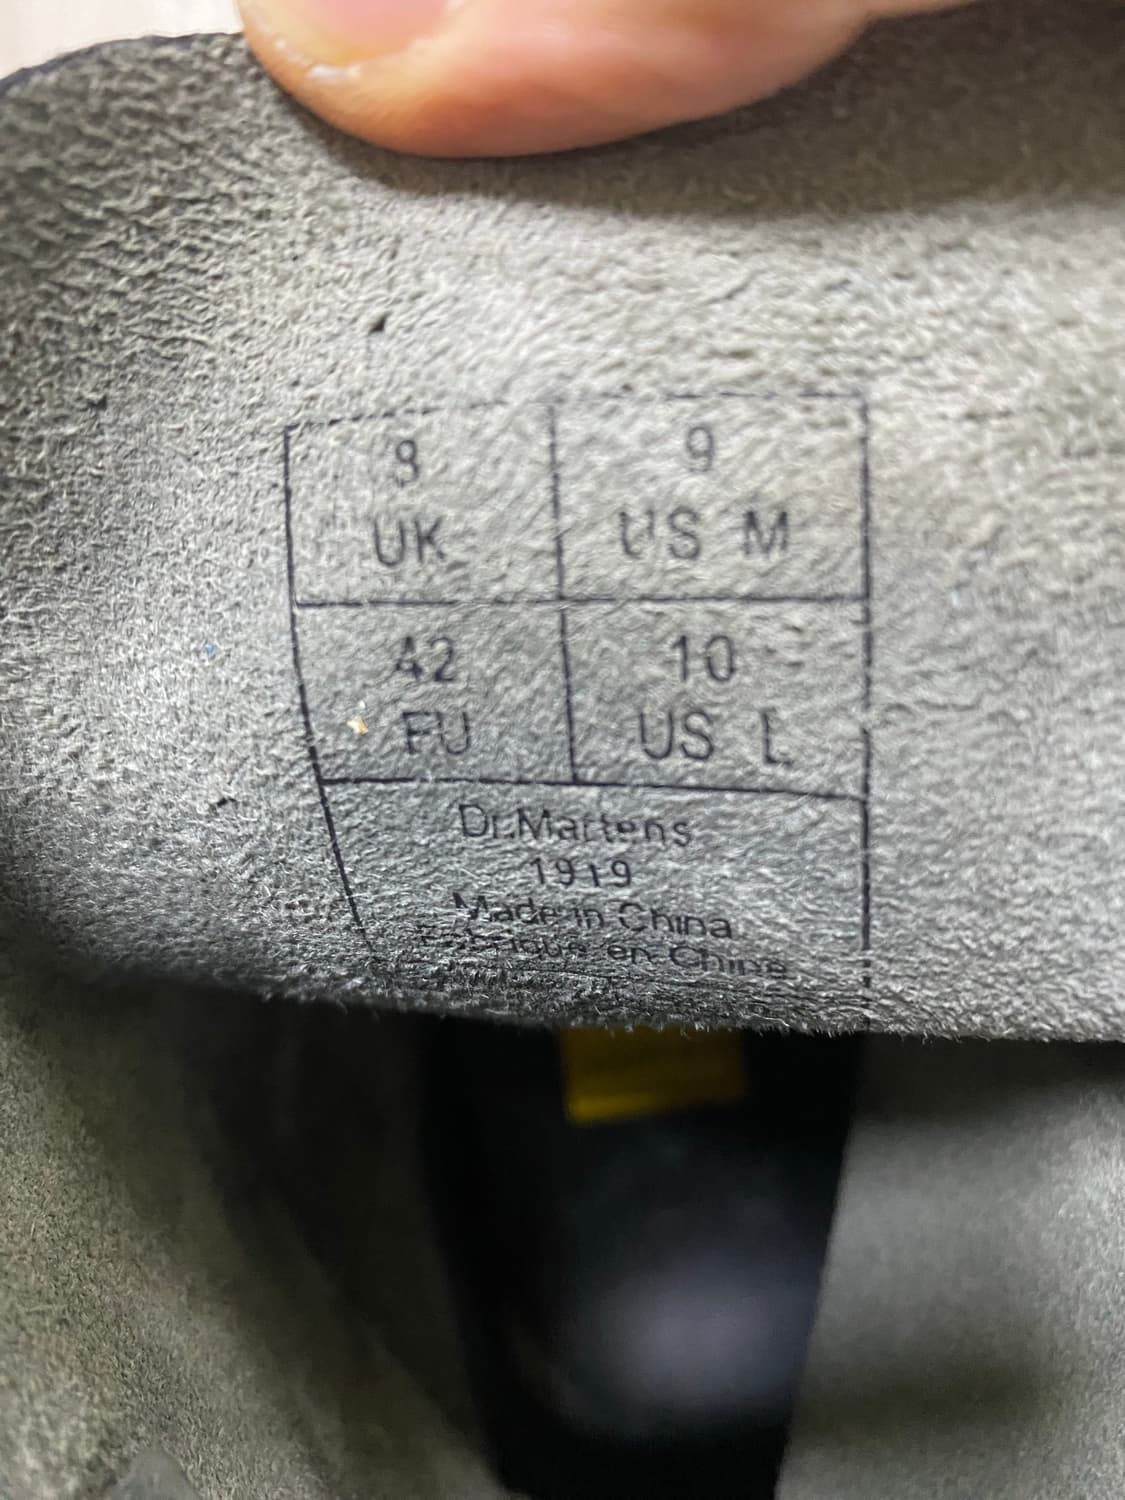 8
UK
9
US M
42
EU
10
US L
Dr.Martens
1919
Made in China
Fabriqué en Chine